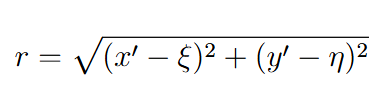 r = √((x′ − ξ)² + (y′ − η)²)